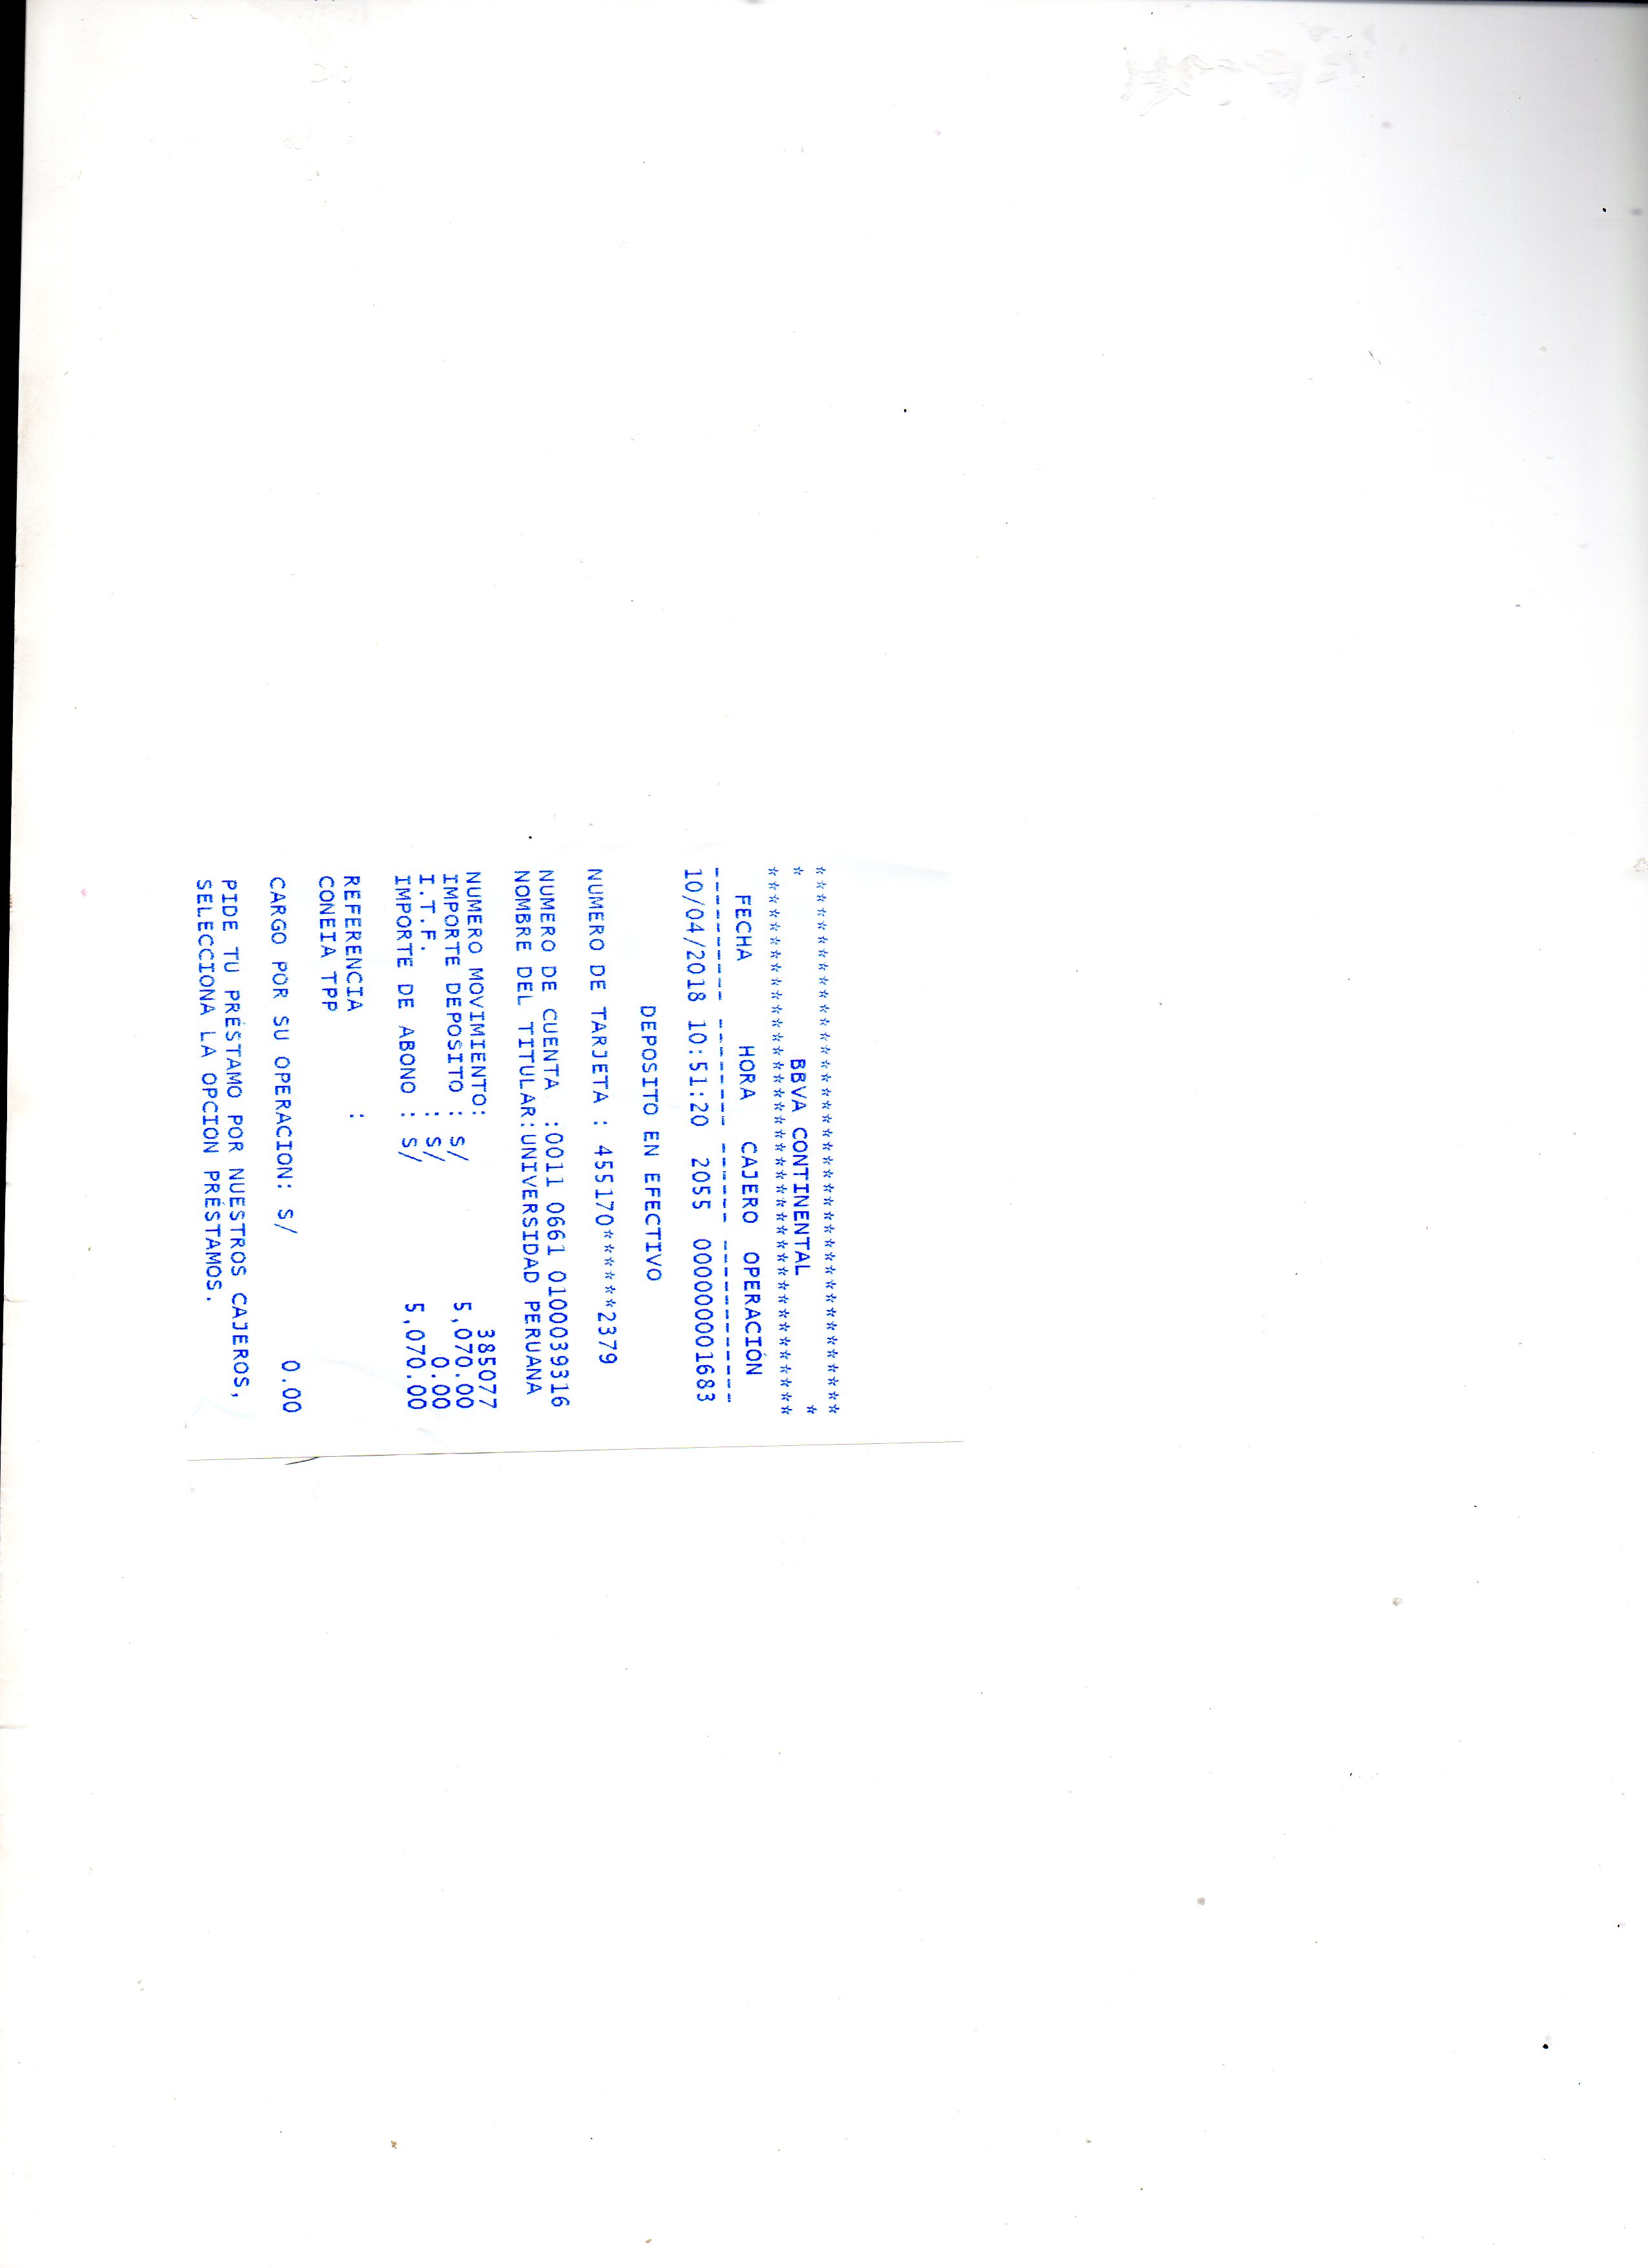 ****************************************
* BBVA CONTINENTAL *
****************************************
FECHA HORA CAJERO OPERACIÓN
---------- -------- ------ ------------
10/04/2018 10:51:20 2055 000000001683
DEPOSITO EN EFECTIVO
NUMERO DE TARJETA : 455170******2379
NUMERO DE CUENTA :0011 0661 0100039316
NOMBRE DEL TITULAR:UNIVERSIDAD PERUANA
NUMERO MOVIMIENTO: 385077
IMPORTE DEPOSITO : S/ 5,070.00
I.T.F. : S/ 0.00
IMPORTE DE ABONO : S/ 5,070.00
REFERENCIA :
CONEIA TPP
CARGO POR SU OPERACION: S/ 0.00
PIDE TU PRÉSTAMO POR NUESTROS CAJEROS,
SELECCIONA LA OPCION PRÉSTAMOS.